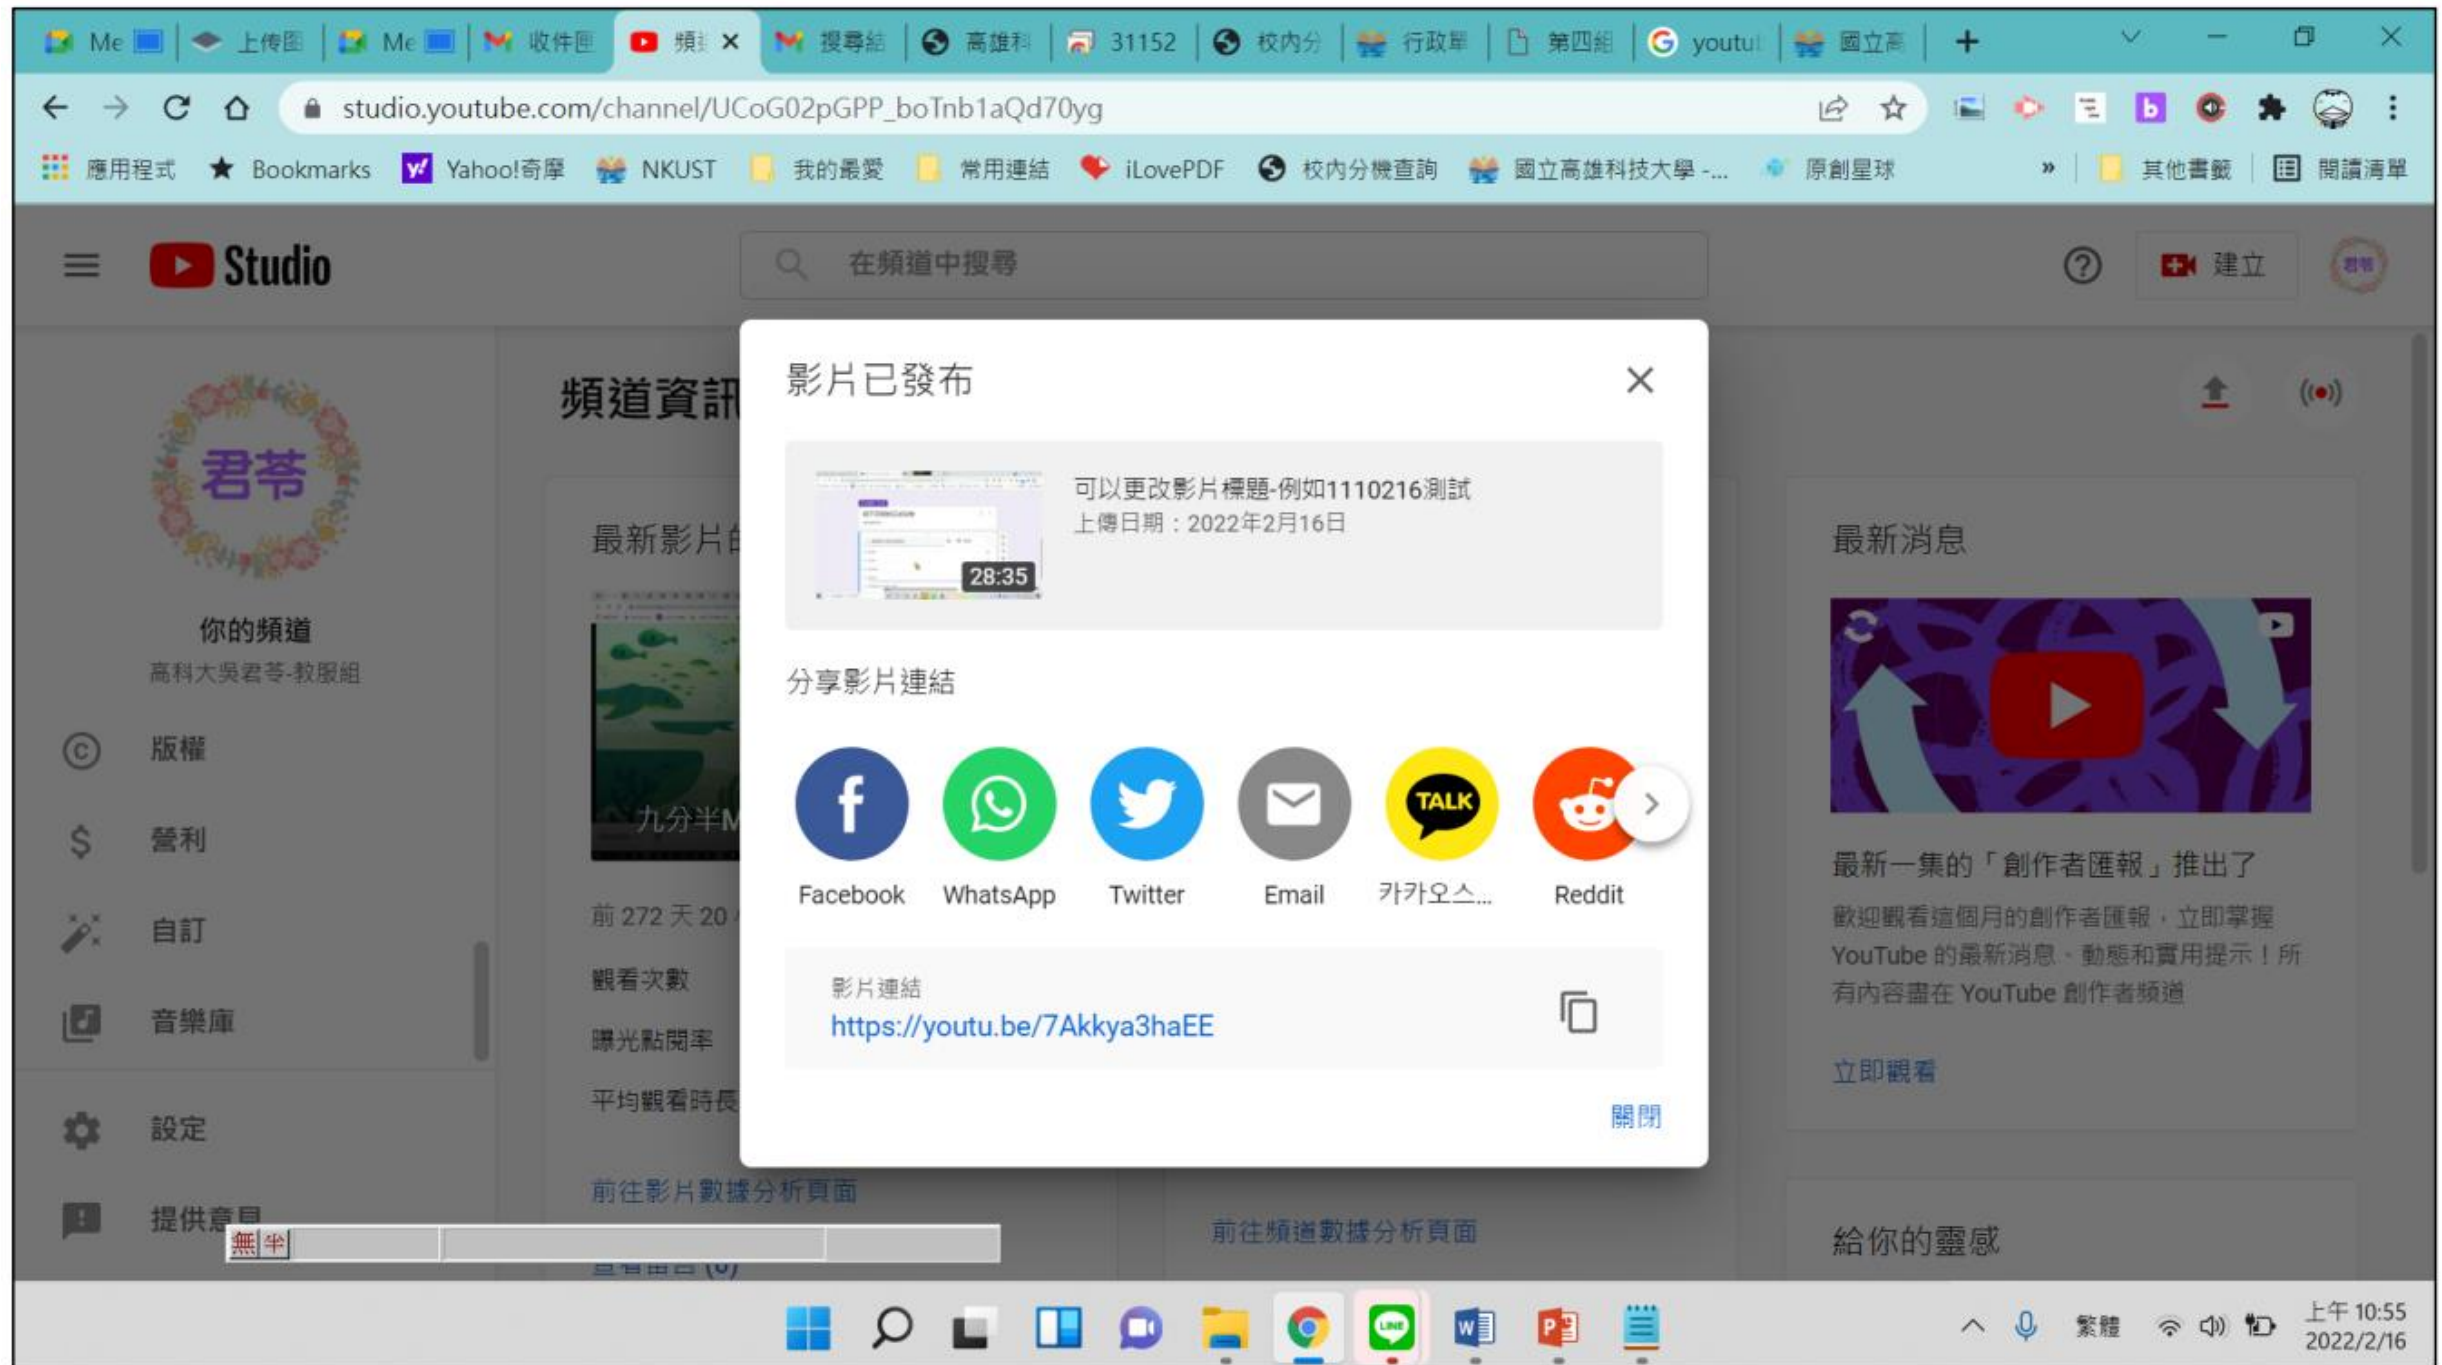 Me
上传图
Me
收件匣
頻
搜尋結
高雄科
31152
校內分
行政單
第四組
youtu
國立高
studio.youtube.com/channel/UCoG02pGPP_boTnb1aQd70yg
應用程式
Bookmarks
Yahoo!奇摩
NKUST
我的最愛
常用連結
iLovePDF
校內分機查詢
國立高雄科技大學 -...
原創星球
»
其他書籤
閱讀清單
Studio
在頻道中搜尋
建立
君苓
君苓
你的頻道
高科大吳君苓-教服組
版權
營利
自訂
音樂庫
設定
提供意見
無 半
頻道資訊
最新影片的
九分半M
前 272 天 20
觀看次數
曝光點閱率
平均觀看時長
前往影片數據分析頁面
影片已發布
28:35
可以更改影片標題-例如1110216測試
上傳日期：2022年2月16日
分享影片連結
TALK
Facebook
WhatsApp
Twitter
Email
카카오스...
Reddit
影片連結
https://youtu.be/7Akkya3haEE
關閉
前往頻道數據分析頁面
最新消息
最新一集的「創作者匯報」推出了
歡迎觀看這個月的創作者匯報，立即掌握
YouTube 的最新消息、動態和實用提示！所
有內容盡在 YouTube 創作者頻道
立即觀看
給你的靈感
LINE
繁體
上午 10:55
2022/2/16